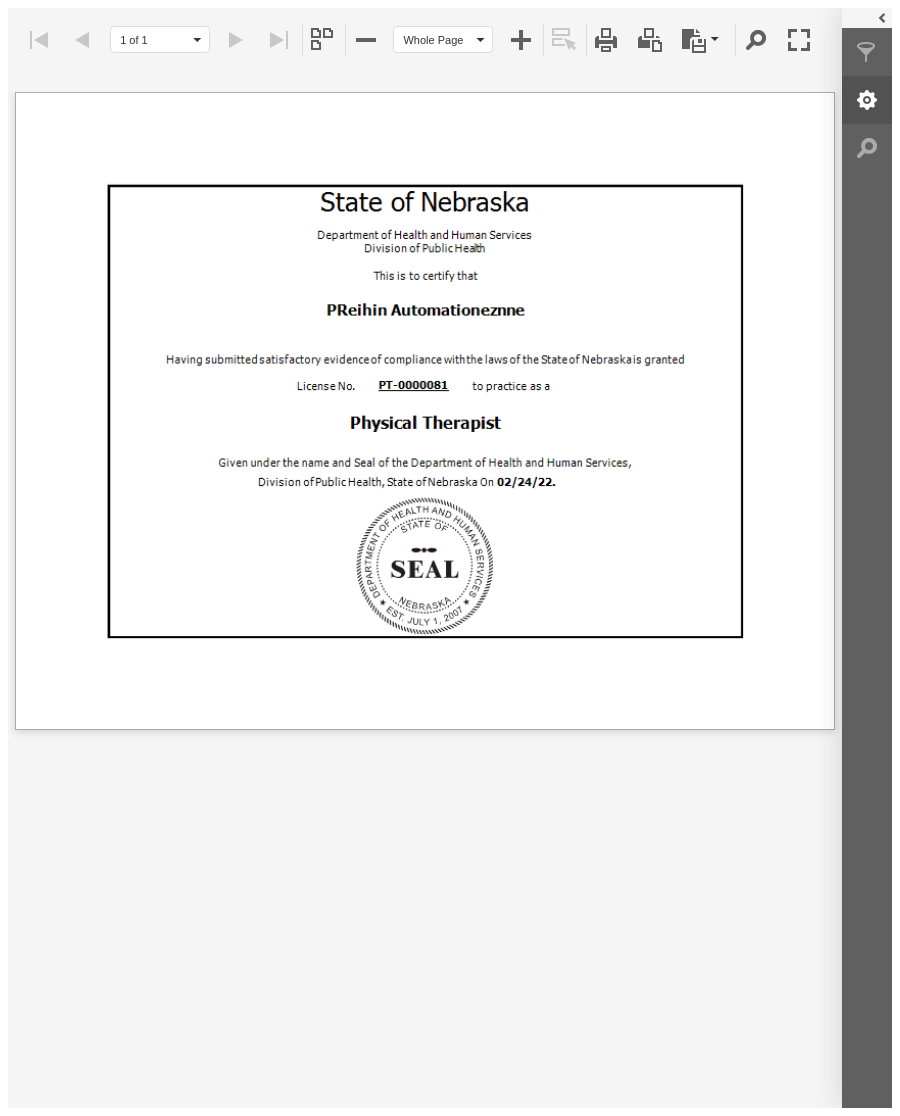 1 of 1
Whole Page
State of Nebraska
Department of Health and Human Services
Division of Public Health
This is to certify that
PReihin Automationeznne
Having submitted satisfactory evidence of compliance with the laws of the State of Nebraska is granted
License No. PT-0000081 to practice as a
Physical Therapist
Given under the name and Seal of the Department of Health and Human Services,
Division of Public Health, State of Nebraska On 02/24/22.
DEPARTMENT OF HEALTH AND HUMAN SERVICES
STATE OF
SEAL
NEBRASKA
★ EST. JULY 1, 2007 ★